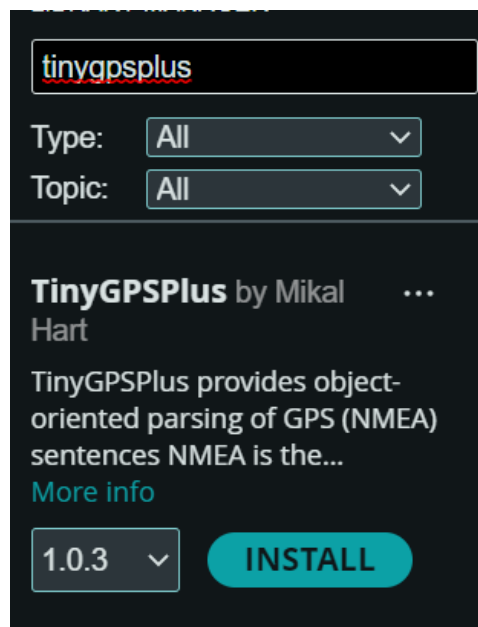 tinygpsplus
Type: All
Topic: All
TinyGPSPlus by Mikal ...
Hart
TinyGPSPlus provides object-
oriented parsing of GPS (NMEA)
sentences NMEA is the...
More info
1.0.3 INSTALL